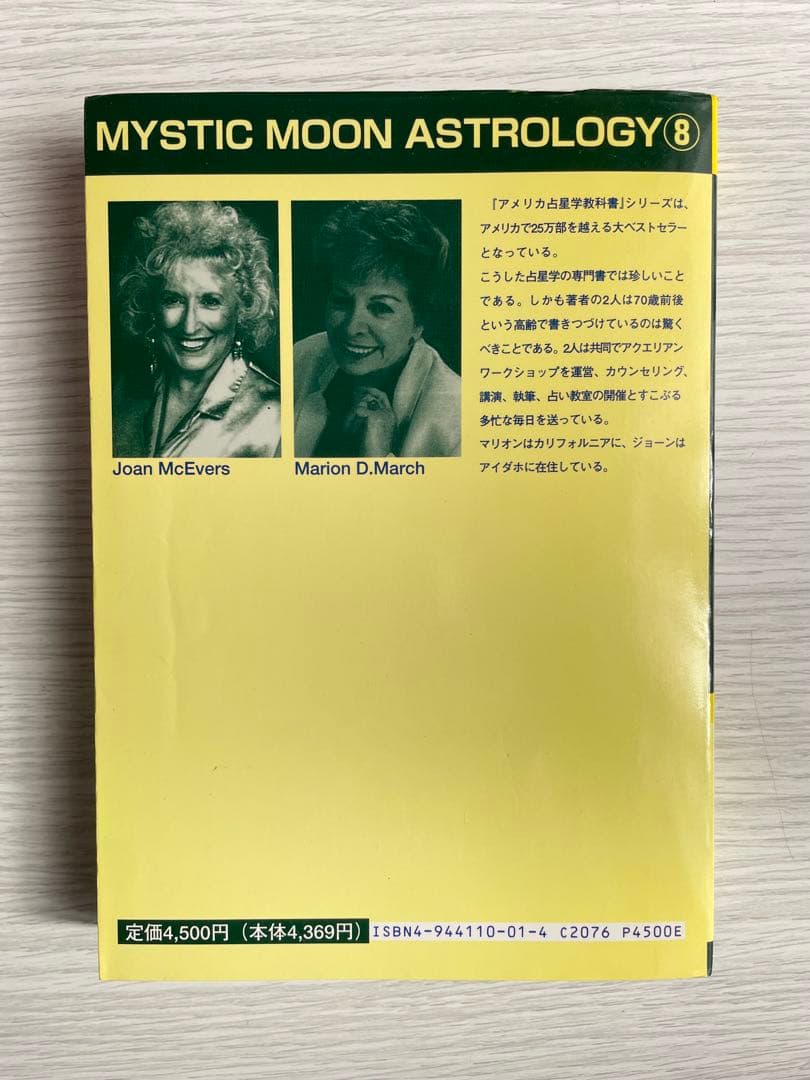 MYSTIC MOON ASTROLOGY⑧
『アメリカ占星学教科書』シリーズは、
アメリカで25万部を越える大ベストセラー
となっている。
こうした占星学の専門書では珍しいこと
である。しかも著者の2人は70歳前後
という高齢で書きつづけているのは驚く
べきことである。2人は共同でアクエリアン
ワークショップを運営、カウンセリング、
講演、執筆、占い教室の開催とすこぶる
多忙な毎日を送っている。
マリオンはカリフォルニアに、ジョーンは
アイダホに在住している。
Joan McEvers
Marion D.March
定価4,500円（本体4,369円）
ISBN4-944110-01-4 C2076 P4500E